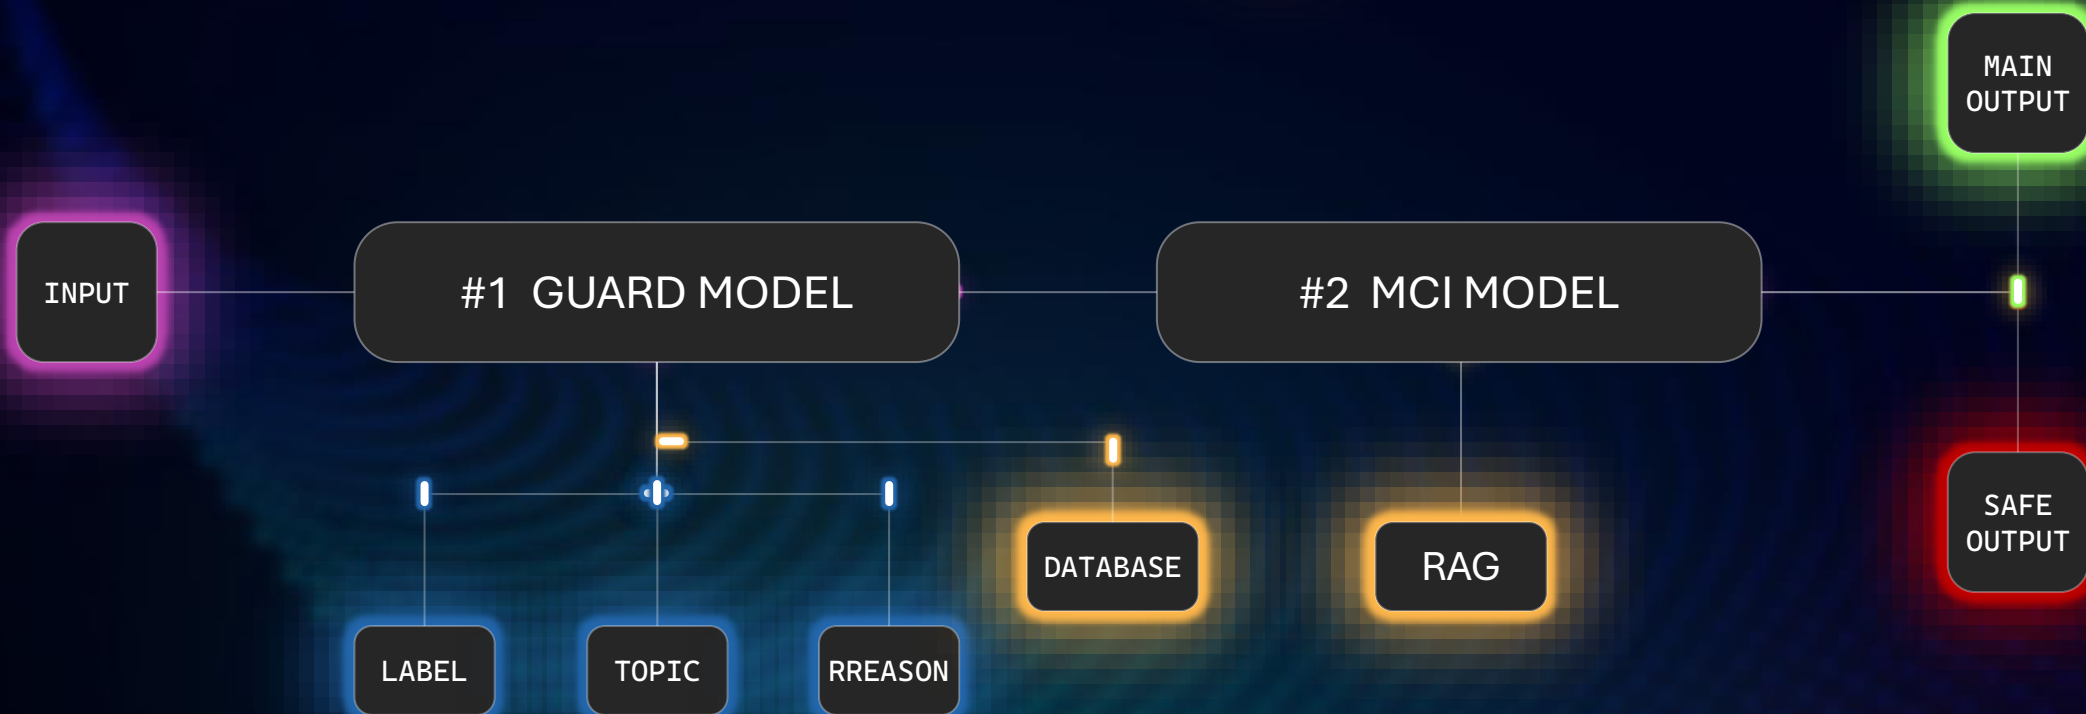 MAIN
OUTPUT
INPUT
#1 GUARD MODEL
#2 MCI MODEL
SAFE
OUTPUT
DATABASE
RAG
LABEL
TOPIC
RREASON